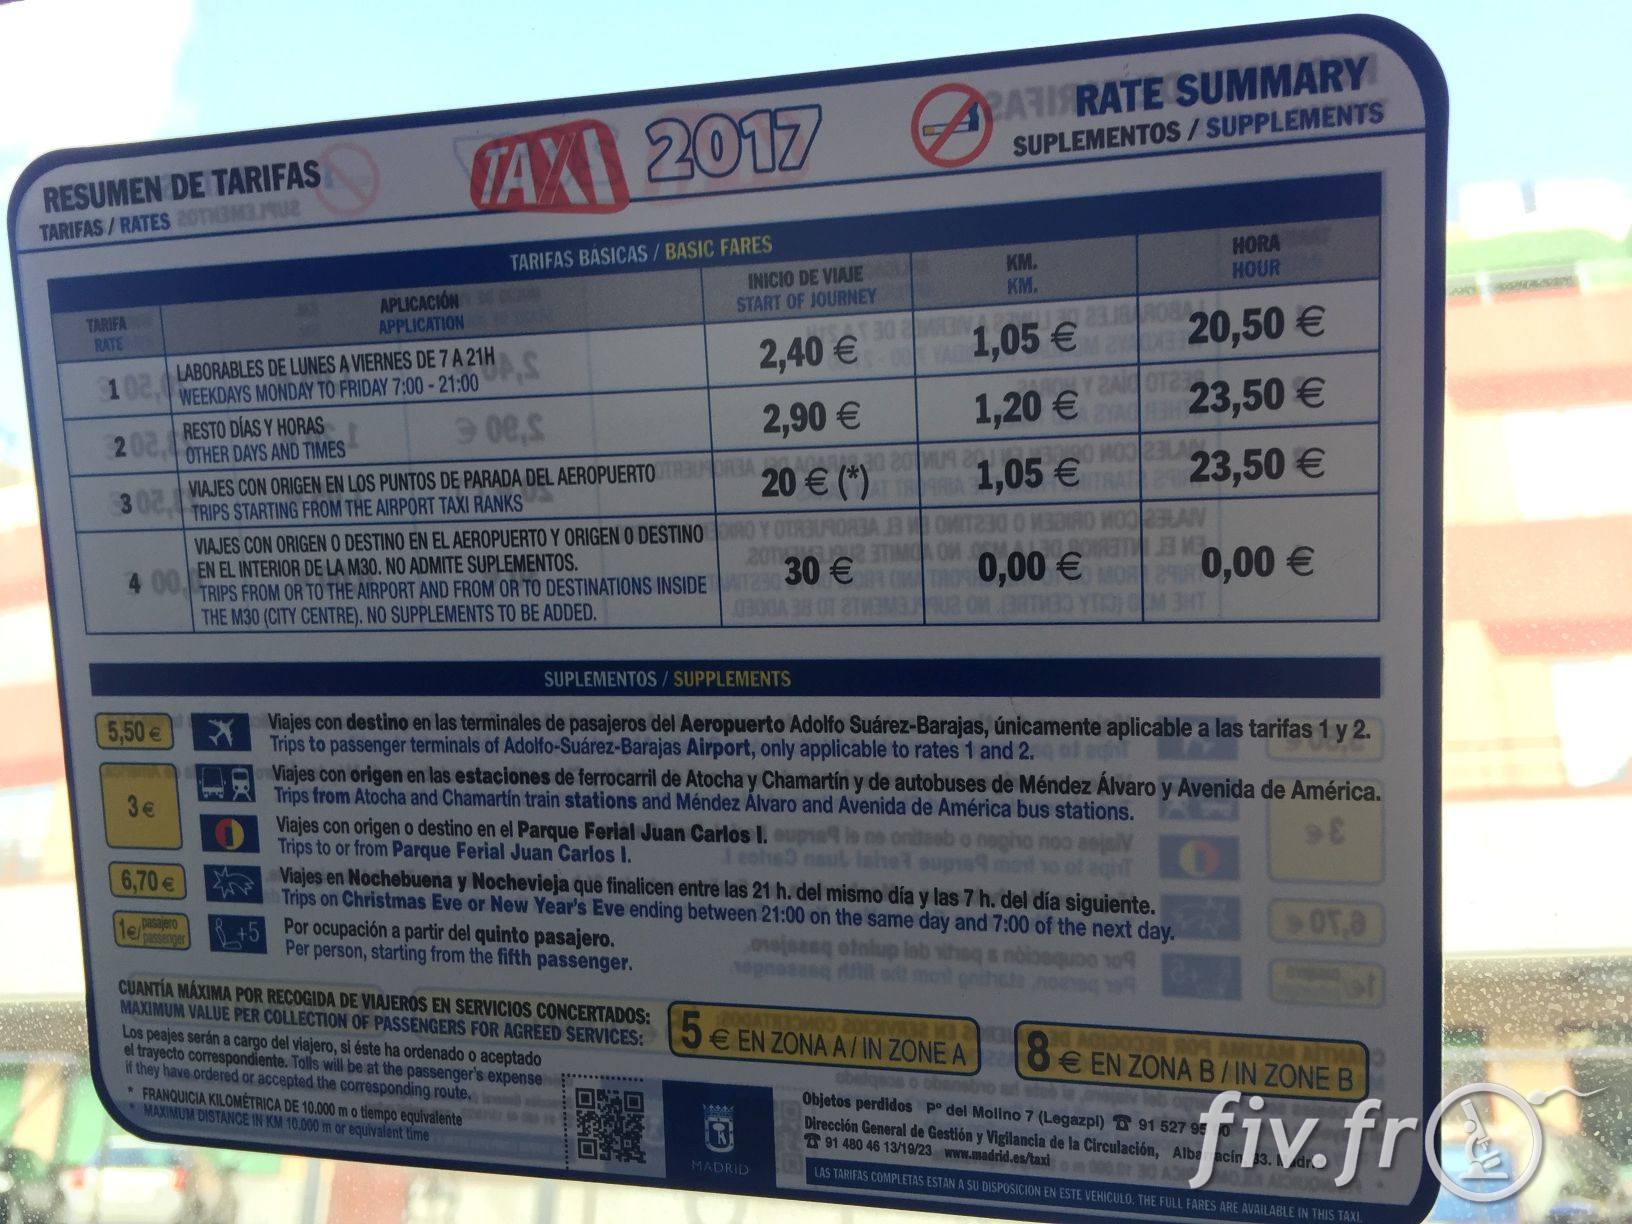 RESUMEN DE TARIFAS
TARIFAS / RATES
TAXI 2017
RATE SUMMARY
SUPLEMENTOS / SUPPLEMENTS
TARIFAS BÁSICAS / BASIC FARES
TARIFA
RATE
APLICACIÓN
APPLICATION
INICIO DE VIAJE
START OF JOURNEY
KM.
KM.
HORA
HOUR
1
LABORABLES DE LUNES A VIERNES DE 7 A 21H
WEEKDAYS MONDAY TO FRIDAY 7:00 - 21:00
2,40 € 1,05 € 20,50 €
2
RESTO DÍAS Y HORAS
OTHER DAYS AND TIMES
2,90 € 1,20 € 23,50 €
3
VIAJES CON ORIGEN EN LOS PUNTOS DE PARADA DEL AEROPUERTO
TRIPS STARTING FROM THE AIRPORT TAXI RANKS
20 € (*) 1,05 € 23,50 €
4
VIAJES CON ORIGEN O DESTINO EN EL AEROPUERTO Y ORIGEN O DESTINO
EN EL INTERIOR DE LA M30. NO ADMITE SUPLEMENTOS.
TRIPS FROM OR TO THE AIRPORT AND FROM OR TO DESTINATIONS INSIDE
THE M30 (CITY CENTRE). NO SUPPLEMENTS TO BE ADDED.
30 € 0,00 € 0,00 €
SUPLEMENTOS / SUPPLEMENTS
5,50 €
Viajes con destino en las terminales de pasajeros del Aeropuerto Adolfo Suárez-Barajas, únicamente aplicable a las tarifas 1 y 2.
Trips to passenger terminals of Adolfo-Suárez-Barajas Airport, only applicable to rates 1 and 2.
3 €
Viajes con origen en las estaciones de ferrocarril de Atocha y Chamartín y de autobuses de Méndez Álvaro y Avenida de América.
Trips from Atocha and Chamartín train stations and Méndez Álvaro and Avenida de América bus stations.
Viajes con origen o destino en el Parque Ferial Juan Carlos I.
Trips to or from Parque Ferial Juan Carlos I.
6,70 €
Viajes en Nochebuena y Nochevieja que finalicen entre las 21 h. del mismo día y las 7 h. del día siguiente.
Trips on Christmas Eve or New Year's Eve ending between 21:00 on the same day and 7:00 of the next day.
1€/ pasajero
passenger
+5
Por ocupación a partir del quinto pasajero.
Per person, starting from the fifth passenger.
CUANTÍA MÁXIMA POR RECOGIDA DE VIAJEROS EN SERVICIOS CONCERTADOS:
MAXIMUM VALUE PER COLLECTION OF PASSENGERS FOR AGREED SERVICES:
5 € EN ZONA A / IN ZONE A
8 € EN ZONA B / IN ZONE B
Los peajes serán a cargo del viajero, si éste ha ordenado o aceptado
el trayecto correspondiente. Tolls will be at the passenger's expense
if they have ordered or accepted the corresponding route.
* FRANQUICIA KILOMÉTRICA DE 10.000 m o tiempo equivalente
* MAXIMUM DISTANCE IN KM 10.000 m or equivalent time
MADRID
Objetos perdidos Pº del Molino 7 (Legazpi) ☎ 91 527 95
Dirección General de Gestión y Vigilancia de la Circulación, 33.
☎ 91 480 46 13/19/23 www.madrid.es/taxi
LAS TARIFAS COMPLETAS ESTAN A SU DISPOSICION EN ESTE VEHICULO. THE FULL FARES ARE AVAILABLE IN THIS TAXI.
fiv.fr